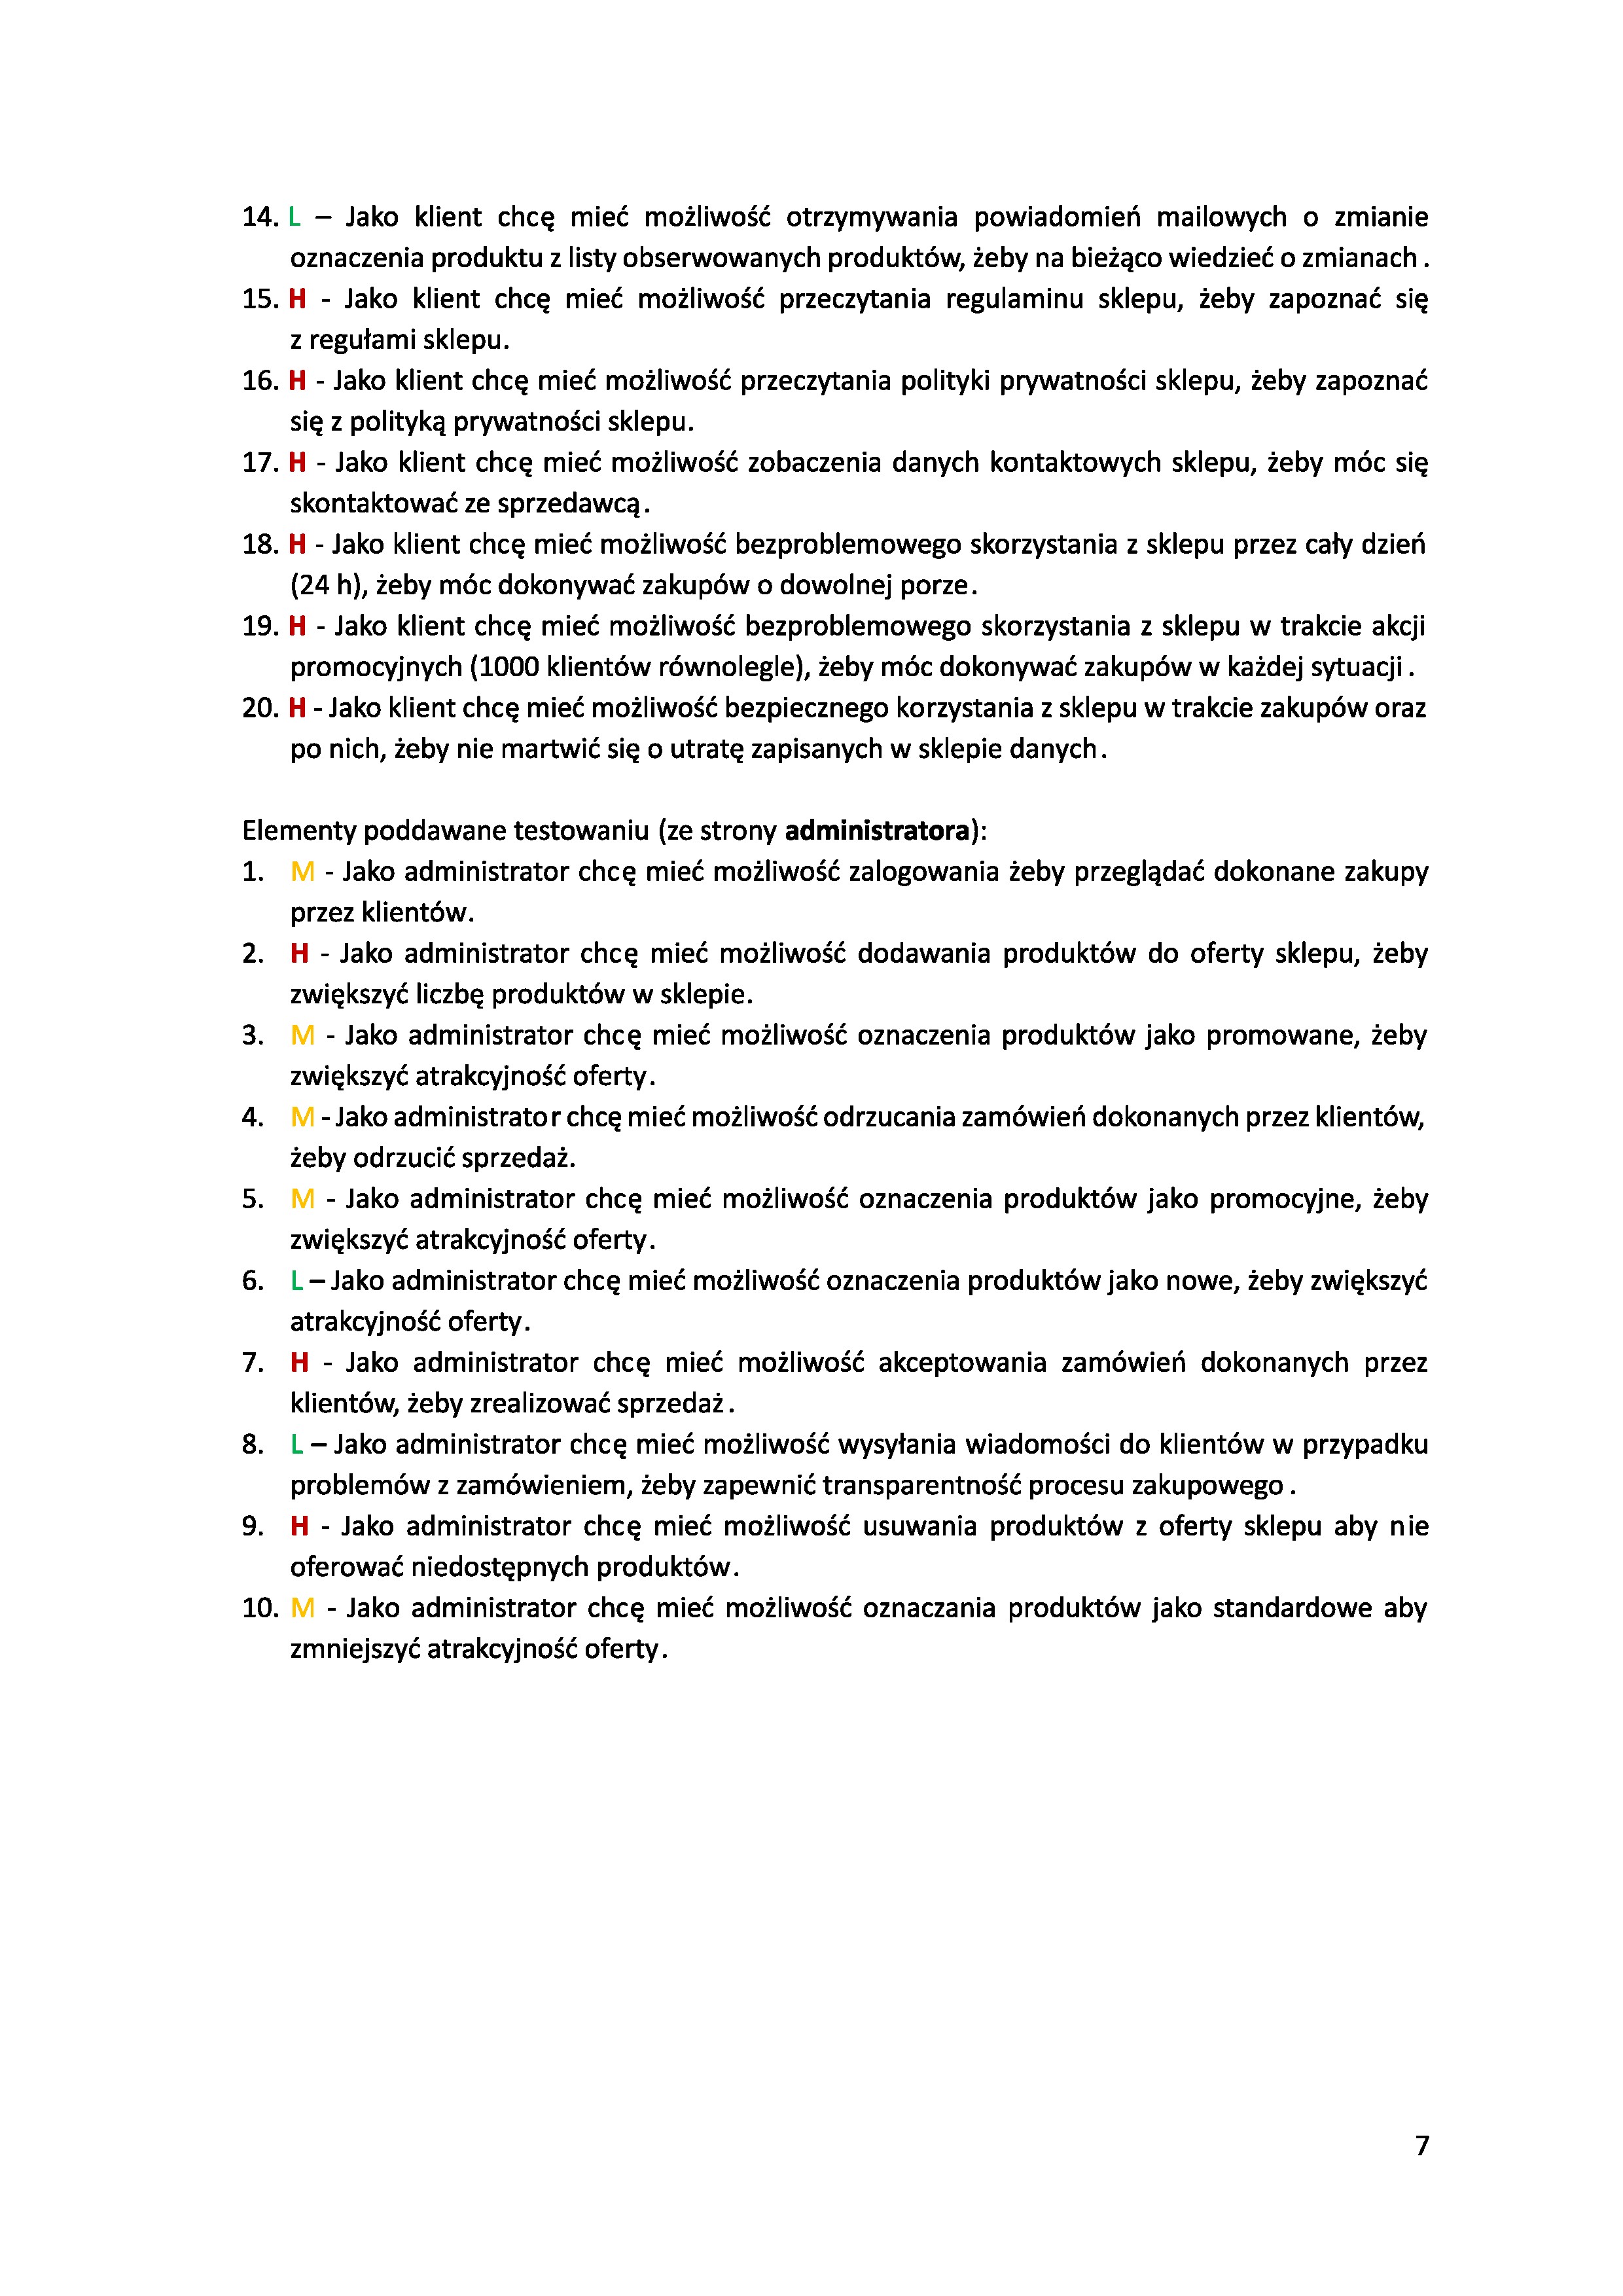 14. L – Jako klient chcę mieć możliwość otrzymywania powiadomień mailowych o zmianie
oznaczenia produktu z listy obserwowanych produktów, żeby na bieżąco wiedzieć o zmianach.
15. H - Jako klient chcę mieć możliwość przeczytania regulaminu sklepu, żeby zapoznać się
z regułami sklepu.
16. H - Jako klient chcę mieć możliwość przeczytania polityki prywatności sklepu, żeby zapoznać
się z polityką prywatności sklepu.
17. H - Jako klient chcę mieć możliwość zobaczenia danych kontaktowych sklepu, żeby móc się
skontaktować ze sprzedawcą.
18. H - Jako klient chcę mieć możliwość bezproblemowego skorzystania z sklepu przez cały dzień
(24 h), żeby móc dokonywać zakupów o dowolnej porze.
19. H - Jako klient chcę mieć możliwość bezproblemowego skorzystania z sklepu w trakcie akcji
promocyjnych (1000 klientów równolegle), żeby móc dokonywać zakupów w każdej sytuacji.
20. H - Jako klient chcę mieć możliwość bezpiecznego korzystania z sklepu w trakcie zakupów oraz
po nich, żeby nie martwić się o utratę zapisanych w sklepie danych.
Elementy poddawane testowaniu (ze strony administratora):
1. M - Jako administrator chcę mieć możliwość zalogowania żeby przeglądać dokonane zakupy
przez klientów.
2. H - Jako administrator chcę mieć możliwość dodawania produktów do oferty sklepu, żeby
zwiększyć liczbę produktów w sklepie.
3. M - Jako administrator chcę mieć możliwość oznaczenia produktów jako promowane, żeby
zwiększyć atrakcyjność oferty.
4. M - Jako administrator chcę mieć możliwość odrzucania zamówień dokonanych przez klientów,
żeby odrzucić sprzedaż.
5. M - Jako administrator chcę mieć możliwość oznaczenia produktów jako promocyjne, żeby
zwiększyć atrakcyjność oferty.
6. L – Jako administrator chcę mieć możliwość oznaczenia produktów jako nowe, żeby zwiększyć
atrakcyjność oferty.
7. H - Jako administrator chcę mieć możliwość akceptowania zamówień dokonanych przez
klientów, żeby zrealizować sprzedaż.
8. L – Jako administrator chcę mieć możliwość wysyłania wiadomości do klientów w przypadku
problemów z zamówieniem, żeby zapewnić transparentność procesu zakupowego.
9. H - Jako administrator chcę mieć możliwość usuwania produktów z oferty sklepu aby nie
oferować niedostępnych produktów.
10. M - Jako administrator chcę mieć możliwość oznaczania produktów jako standardowe aby
zmniejszyć atrakcyjność oferty.
7